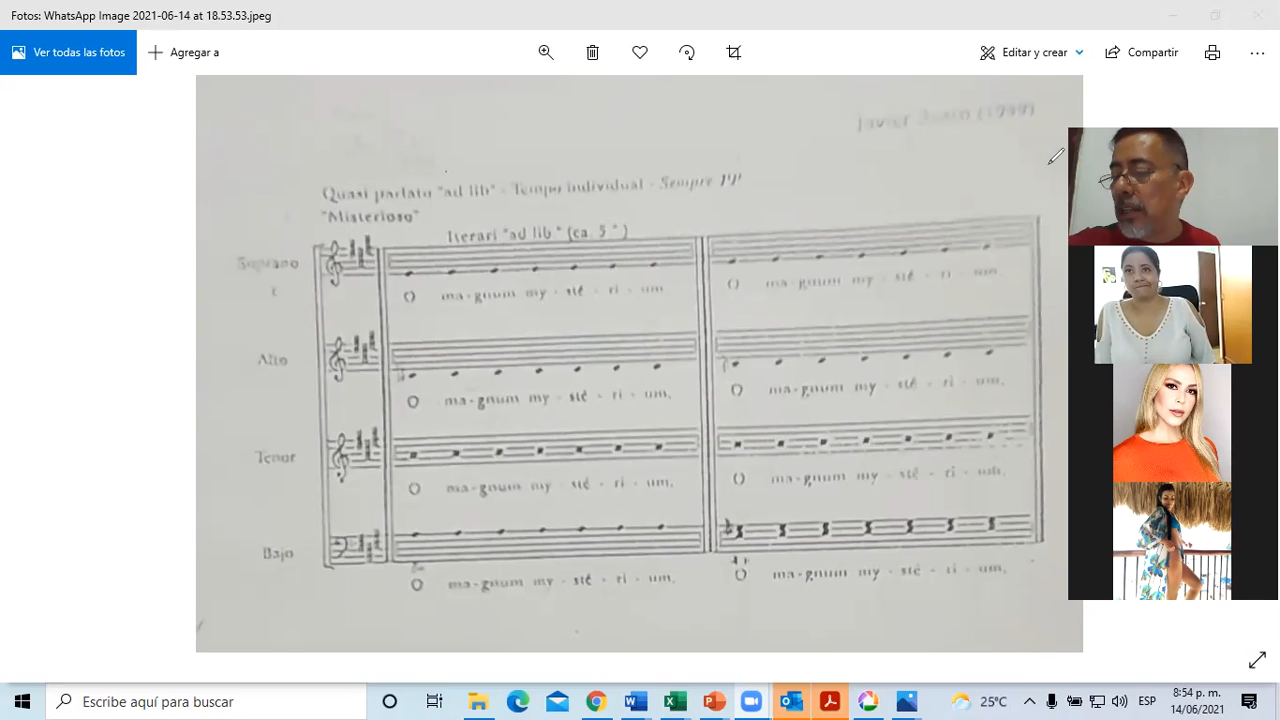 Fotos: WhatsApp Image 2021-06-14 at 18.53.53.jpeg
Ver todas las fotos
Agregar a
Editar y crear
Compartir
Javier (1999)
Quasi parlato "ad lib" - Tempo individual - Sempre pp
"Misterioso"
Iterari "ad lib" (ca. 5")
Soprano
O ma-gnum my - sté - ri - um
O ma-gnum my - sté - ri - um
Alto
O ma-gnum my - sté - ri - um,
O ma-gnum my - sté - ri - um,
Tenor
O ma-gnum my - sté - ri - um,
O ma-gnum my - sté - ri - um,
Bajo
O ma-gnum my - sté - ri - um,
O ma-gnum my - sté - ri - um,
Escribe aquí para buscar
25°C
ESP
8:54 p. m.
14/06/2021